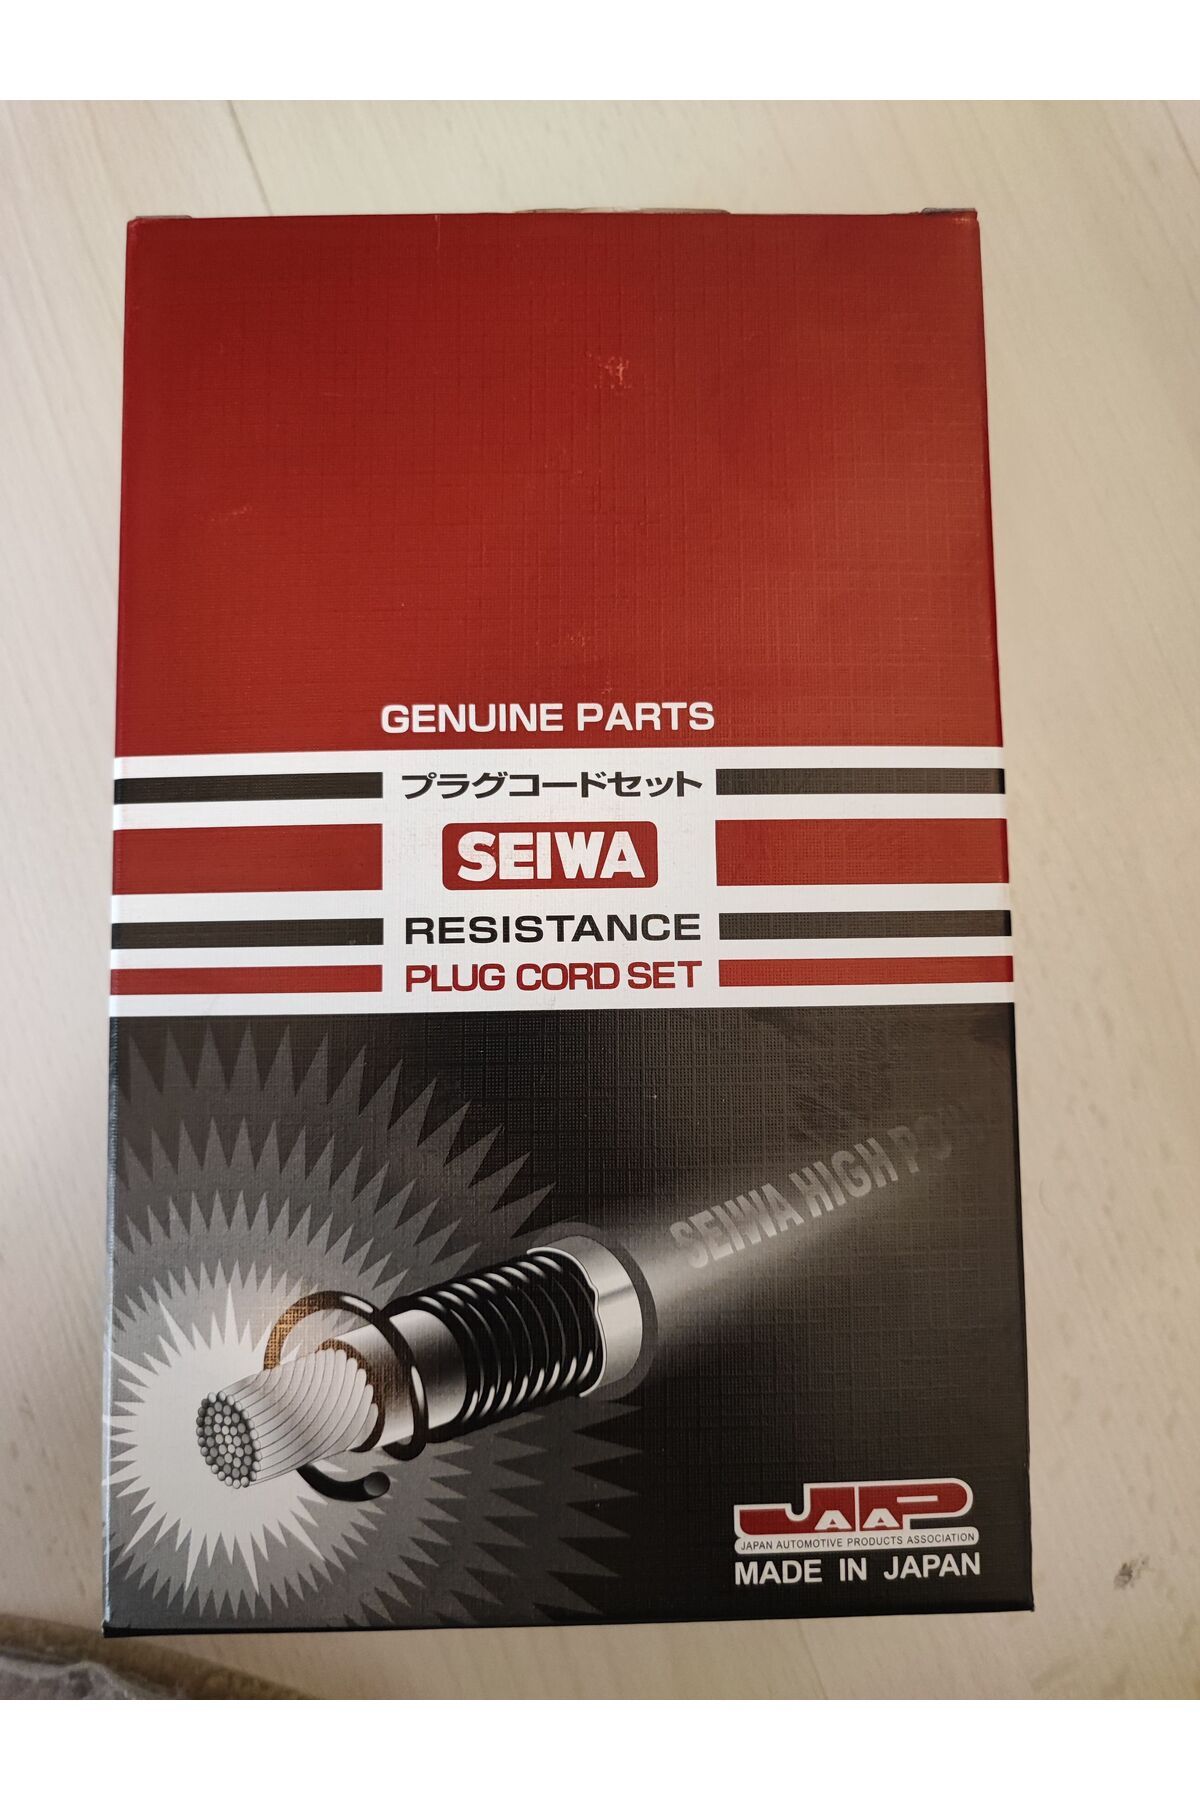 GENUINE PARTS
プラグコードセット
SEIWA
RESISTANCE
PLUG CORD SET
SEIWA HIGH
JAAP
JAPAN AUTOMOTIVE PRODUCTS ASSOCIATION
MADE IN JAPAN